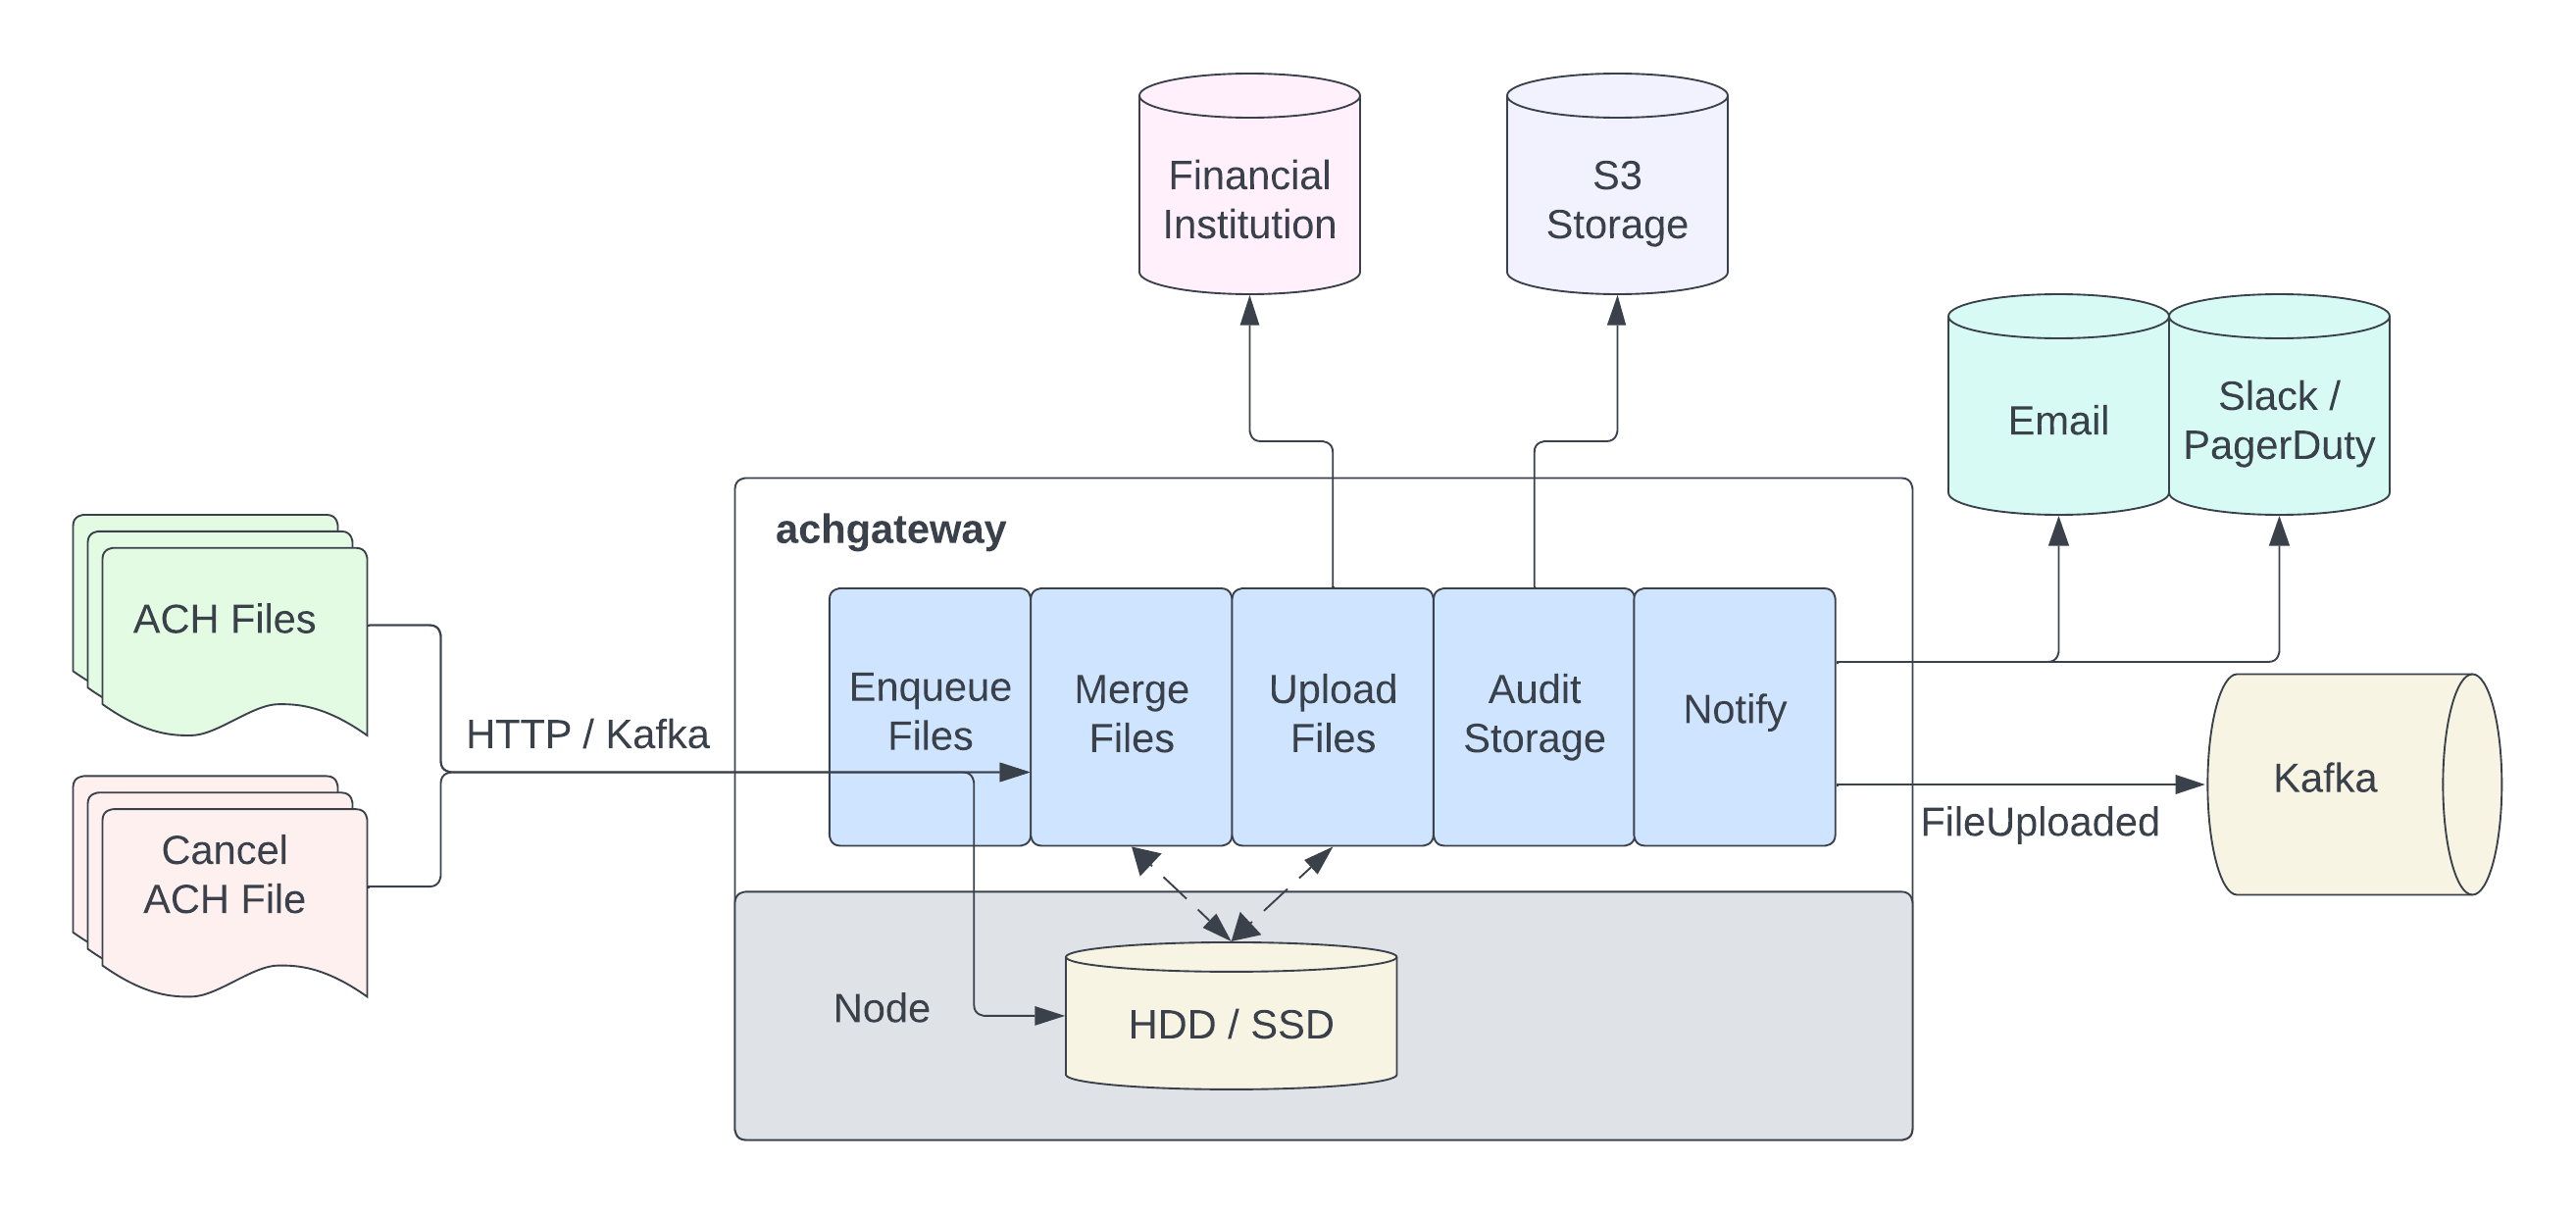 Financial
Institution
S3
Storage
Email
Slack /
PagerDuty
achgateway
ACH Files
HTTP / Kafka
Cancel
ACH File
Enqueue
Files
Merge
Files
Upload
Files
Audit
Storage
Notify
FileUploaded
Kafka
Node
HDD / SSD